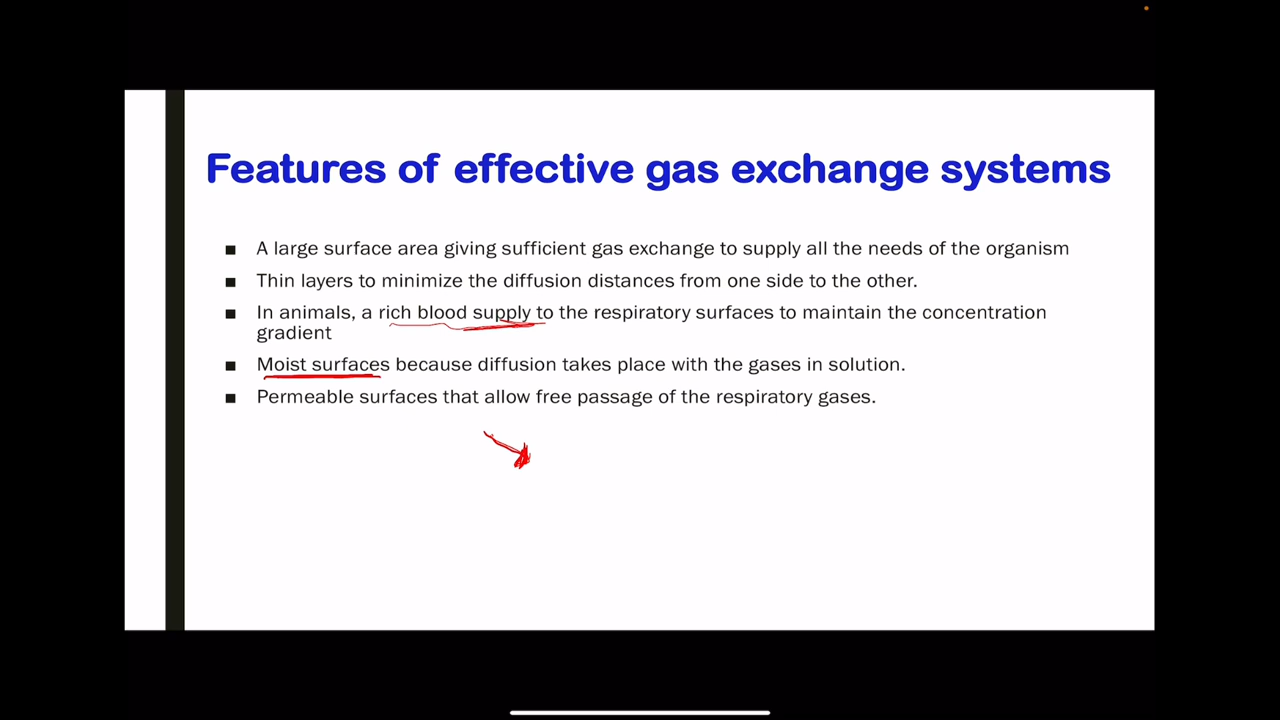 Features of effective gas exchange systems
■ A large surface area giving sufficient gas exchange to supply all the needs of the organism
■ Thin layers to minimize the diffusion distances from one side to the other.
■ In animals, a rich blood supply to the respiratory surfaces to maintain the concentration
gradient
■ Moist surfaces because diffusion takes place with the gases in solution.
■ Permeable surfaces that allow free passage of the respiratory gases.